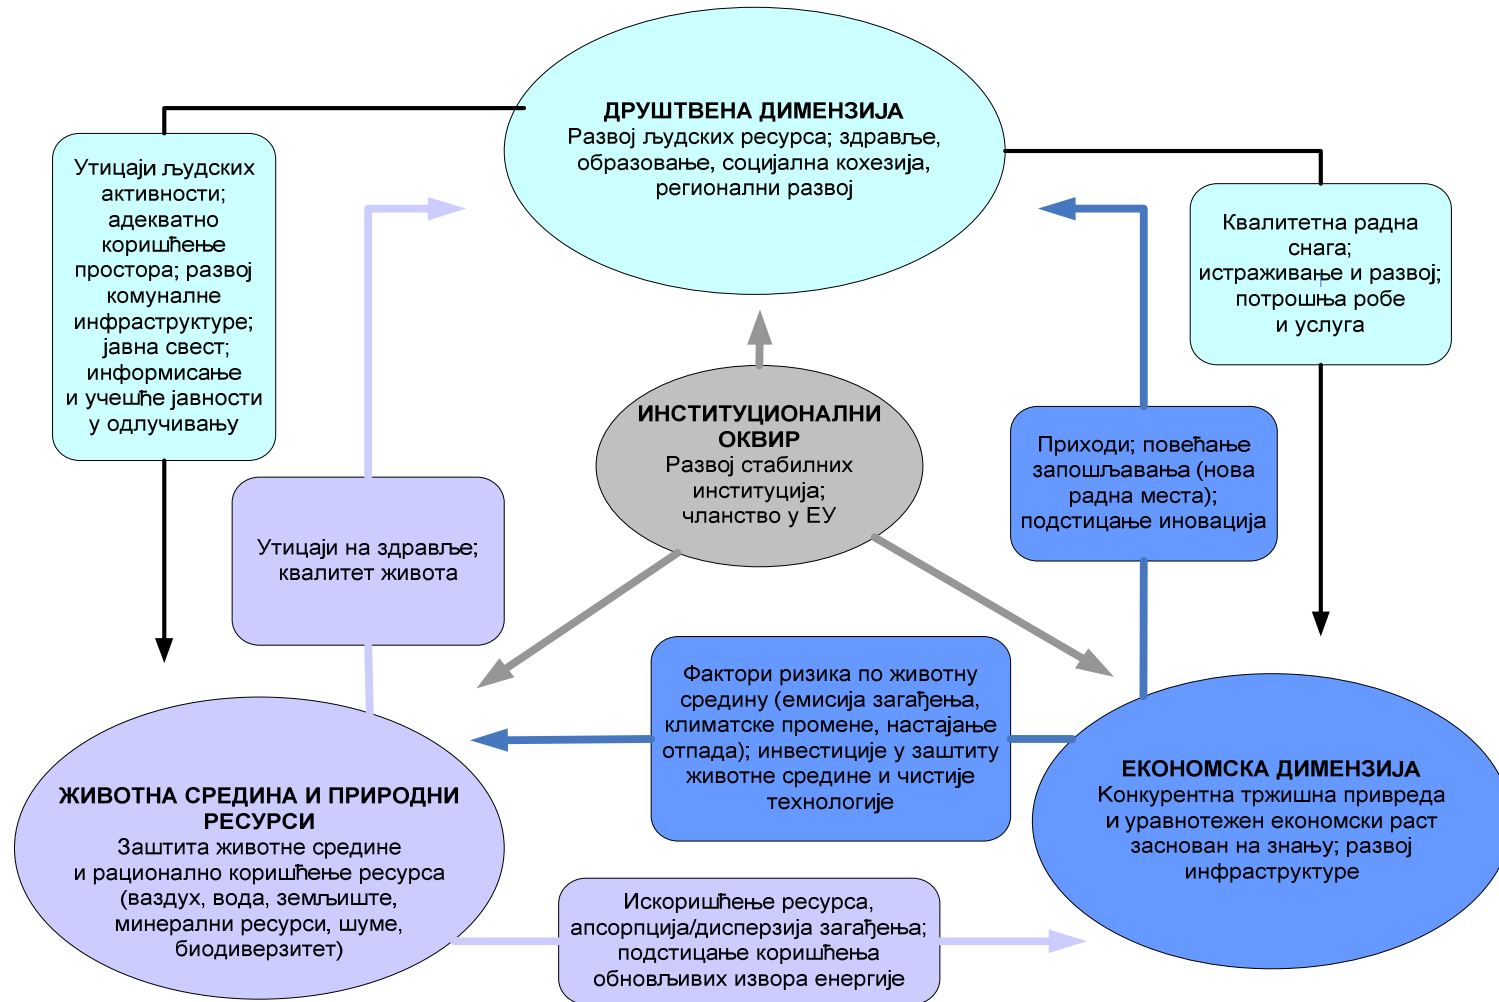 ДРУШТВЕНА ДИМЕНЗИЈА
Развој људских ресурса; здравље,
образовање, социјална кохезија,
регионални развој
Утицаји људских
активности;
адекватно
коришћење
простора; развој
комуналне
инфраструктуре;
јавна свест;
информисање
и учешће јавности
у одлучивању
Квалитетна радна
снага;
истраживање и развој;
потрошња робе
и услуга
ИНСТИТУЦИОНАЛНИ
ОКВИР
Развој стабилних
институција;
чланство у ЕУ
Приходи; повећање
запошљавања (нова
радна места);
подстицање иновација
Утицаји на здравље;
квалитет живота
Фактори ризика по животну
средину (емисија загађења,
климатске промене, настајање
отпада); инвестиције у заштиту
животне средине и чистије
технологије
ЖИВОТНА СРЕДИНА И ПРИРОДНИ
РЕСУРСИ
Заштита животне средине
и рационално коришћење ресурса
(ваздух, вода, земљиште,
минерални ресурси, шуме,
биодиверзитет)
ЕКОНОМСКА ДИМЕНЗИЈА
Конкурентна тржишна привреда
и уравнотежен економски раст
заснован на знању; развој
инфраструктуре
Искоришћење ресурса,
апсорпција/дисперзија загађења;
подстицање коришћења
обновљивих извора енергије